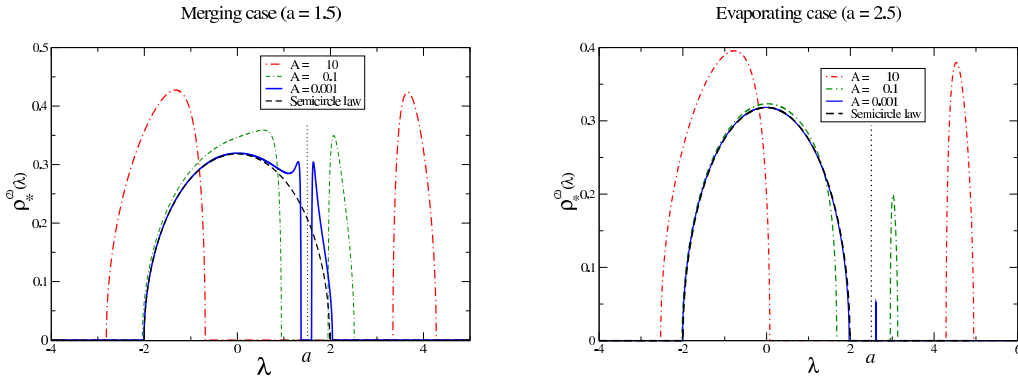 Merging case (a = 1.5)
0.5
0.4
0.3
0.2
0.1
0
-4
-2
0
2
4
a
λ
ρ*^(2)(λ)
A = 10
A = 0.1
A = 0.001
Semicircle law
Evaporating case (a = 2.5)
0.4
0.3
0.2
0.1
0
-4
-2
0
2
4
6
a
λ
ρ*^(2)(λ)
A = 10
A = 0.1
A = 0.001
Semicircle law